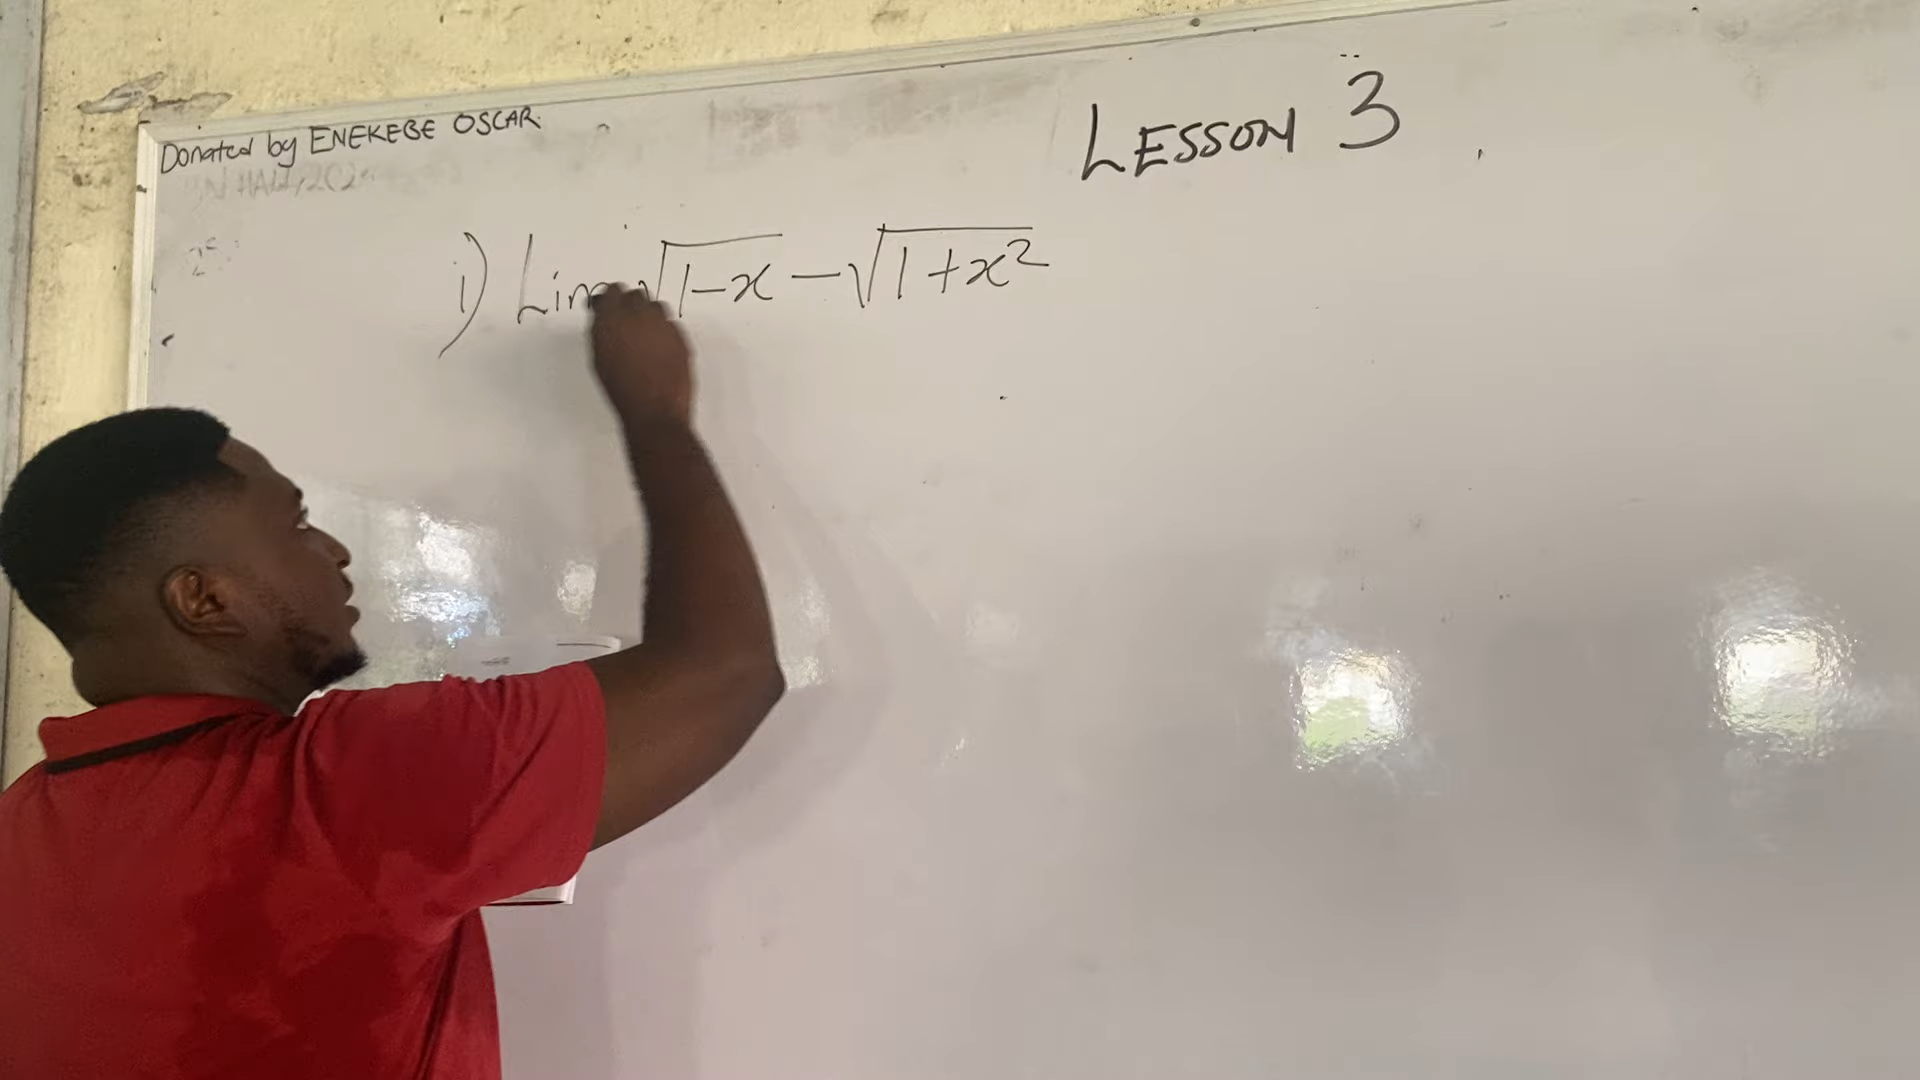 Donated by ENEKEBE OSCAR.
LESSON 3
i) Lim √1-x - √1+x²